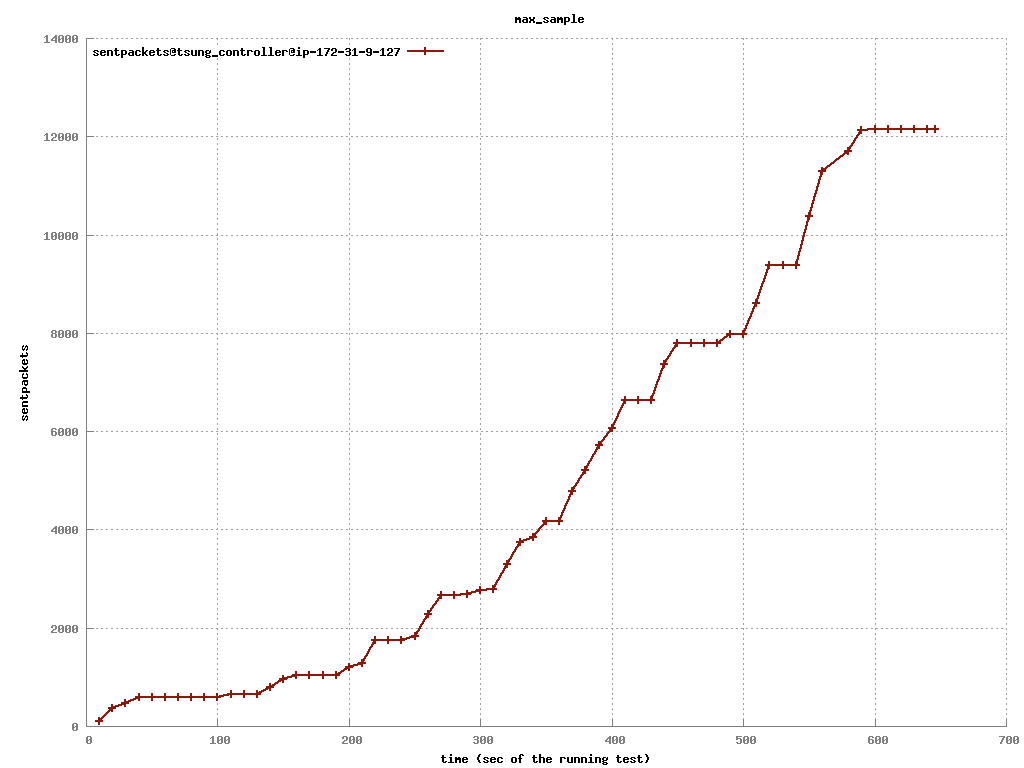 max_sample
14000
sentpackets@tsung_controller@ip-172-31-9-127
12000
10000
8000
sentpackets
6000
4000
2000
0
0 100 200 300 400 500 600 700
time (sec of the running test)